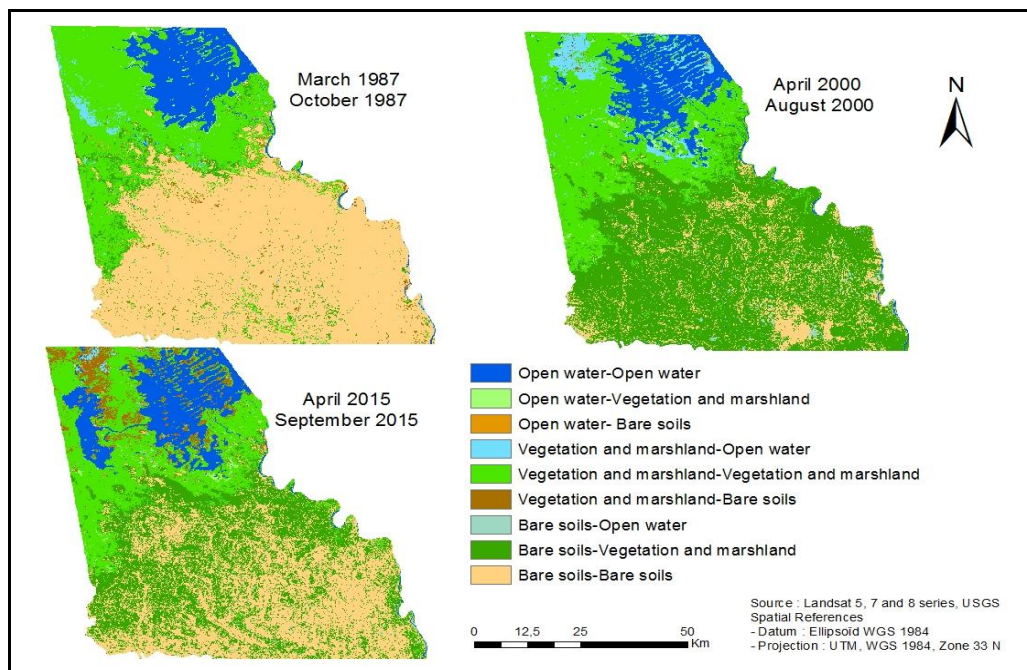 March 1987
October 1987
April 2000
August 2000
N
April 2015
September 2015
Open water-Open water
Open water-Vegetation and marshland
Open water- Bare soils
Vegetation and marshland-Open water
Vegetation and marshland-Vegetation and marshland
Vegetation and marshland-Bare soils
Bare soils-Open water
Bare soils-Vegetation and marshland
Bare soils-Bare soils
0 12,5 25 50
Km
Source : Landsat 5, 7 and 8 series, USGS
Spatial References
- Datum : Ellipsoïd WGS 1984
- Projection : UTM, WGS 1984, Zone 33 N